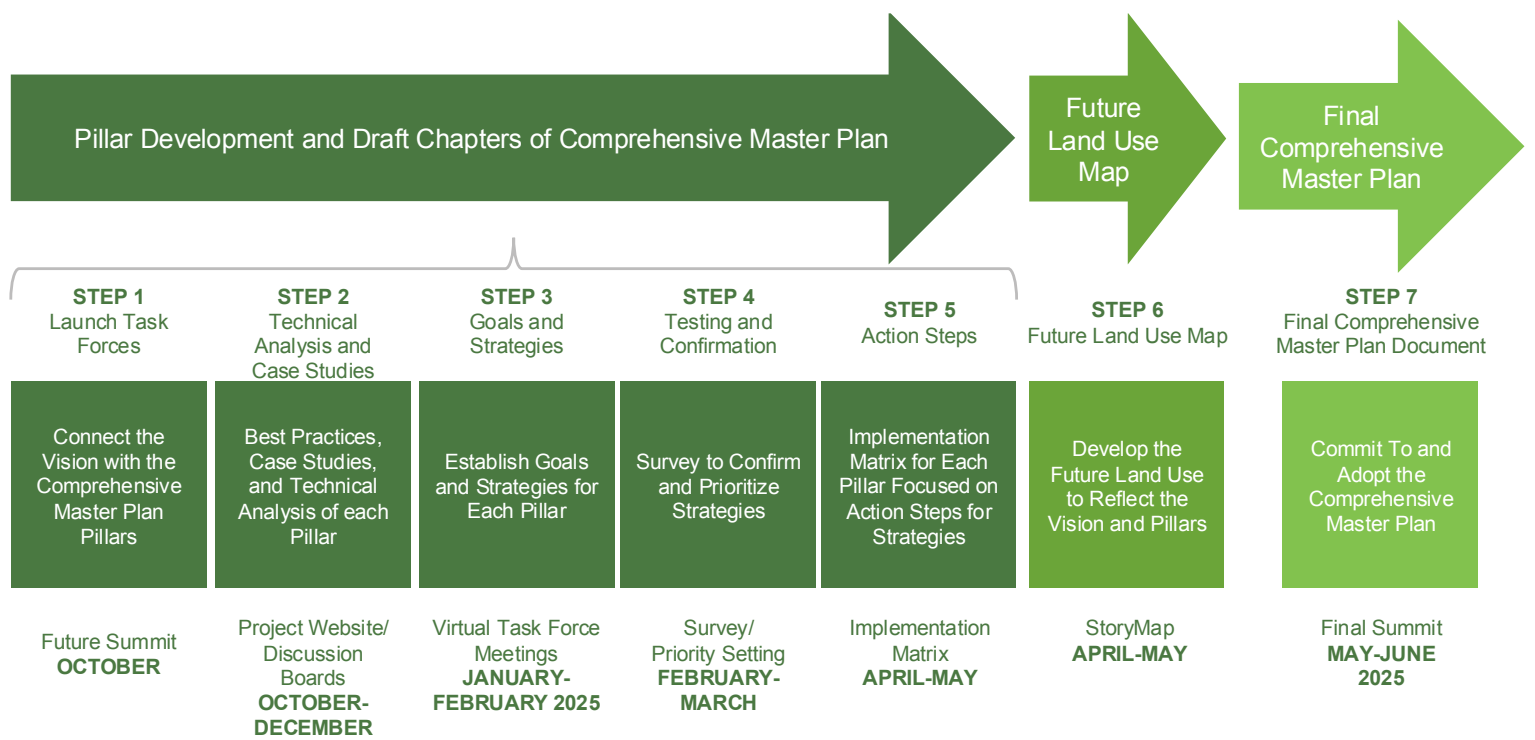 Pillar Development and Draft Chapters of Comprehensive Master Plan
Future
Land Use
Map
Final
Comprehensive
Master Plan
STEP 1
Launch Task
Forces
STEP 2
Technical
Analysis and
Case Studies
STEP 3
Goals and
Strategies
STEP 4
Testing and
Confirmation
STEP 5
Action Steps
STEP 6
Future Land Use Map
STEP 7
Final Comprehensive
Master Plan Document
Connect the
Vision with the
Comprehensive
Master Plan
Pillars
Best Practices,
Case Studies,
and Technical
Analysis of each
Pillar
Establish Goals
and Strategies for
Each Pillar
Survey to Confirm
and Prioritize
Strategies
Implementation
Matrix for Each
Pillar Focused on
Action Steps for
Strategies
Develop the
Future Land Use
to Reflect the
Vision and Pillars
Commit To and
Adopt the
Comprehensive
Master Plan
Future Summit
OCTOBER
Project Website/
Discussion
Boards
OCTOBER-
DECEMBER
Virtual Task Force
Meetings
JANUARY-
FEBRUARY 2025
Survey/
Priority Setting
FEBRUARY-
MARCH
Implementation
Matrix
APRIL-MAY
StoryMap
APRIL-MAY
Final Summit
MAY-JUNE
2025